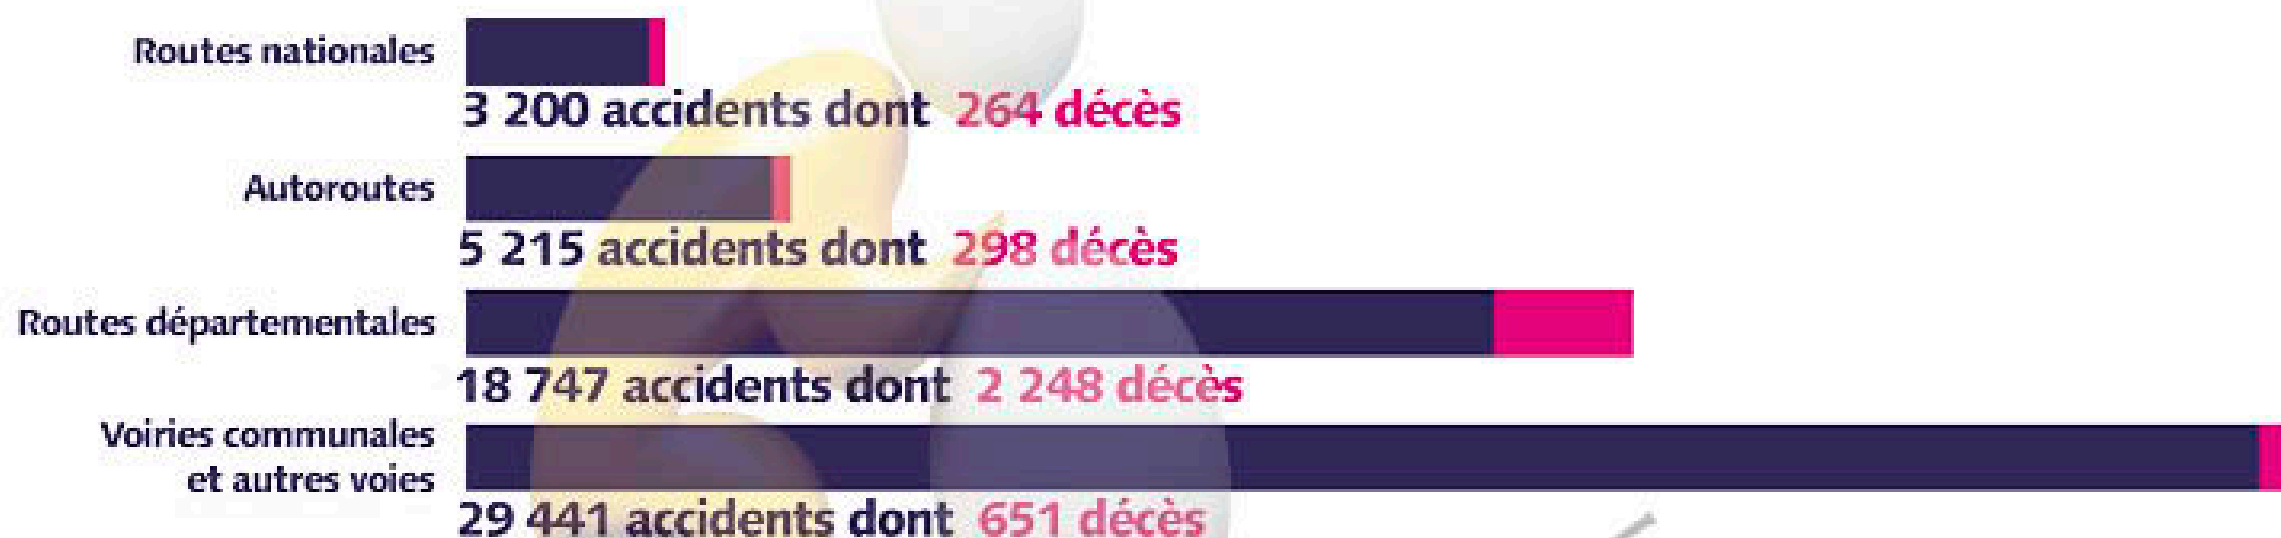 Routes nationales
3 200 accidents dont 264 décès
Autoroutes
5 215 accidents dont 298 décès
Routes départementales
18 747 accidents dont 2 248 décès
Voiries communales
et autres voies
29 441 accidents dont 651 décès